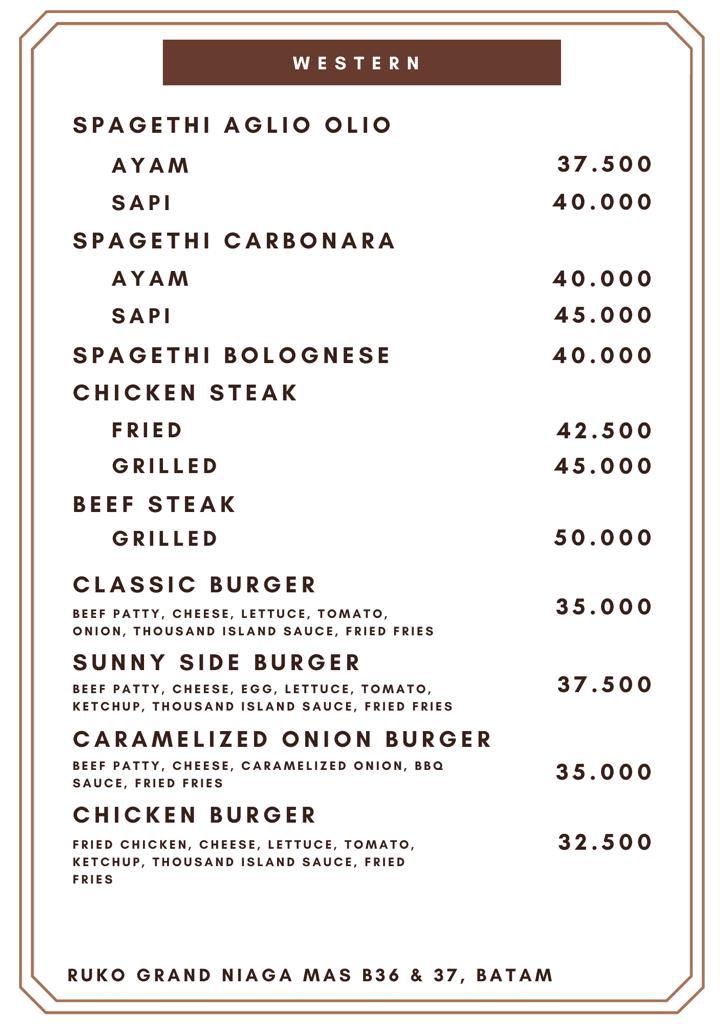 WESTERN
SPAGETHI AGLIO OLIO
AYAM 37.500
SAPI 40.000
SPAGETHI CARBONARA
AYAM 40.000
SAPI 45.000
SPAGETHI BOLOGNESE 40.000
CHICKEN STEAK
FRIED 42.500
GRILLED 45.000
BEEF STEAK
GRILLED 50.000
CLASSIC BURGER
35.000
BEEF PATTY, CHEESE, LETTUCE, TOMATO,
ONION, THOUSAND ISLAND SAUCE, FRIED FRIES
SUNNY SIDE BURGER
37.500
BEEF PATTY, CHEESE, EGG, LETTUCE, TOMATO,
KETCHUP, THOUSAND ISLAND SAUCE, FRIED FRIES
CARAMELIZED ONION BURGER
BEEF PATTY, CHEESE, CARAMELIZED ONION, BBQ
35.000
SAUCE, FRIED FRIES
CHICKEN BURGER
32.500
FRIED CHICKEN, CHEESE, LETTUCE, TOMATO,
KETCHUP, THOUSAND ISLAND SAUCE, FRIED
FRIES
RUKO GRAND NIAGA MAS B36 & 37, BATAM